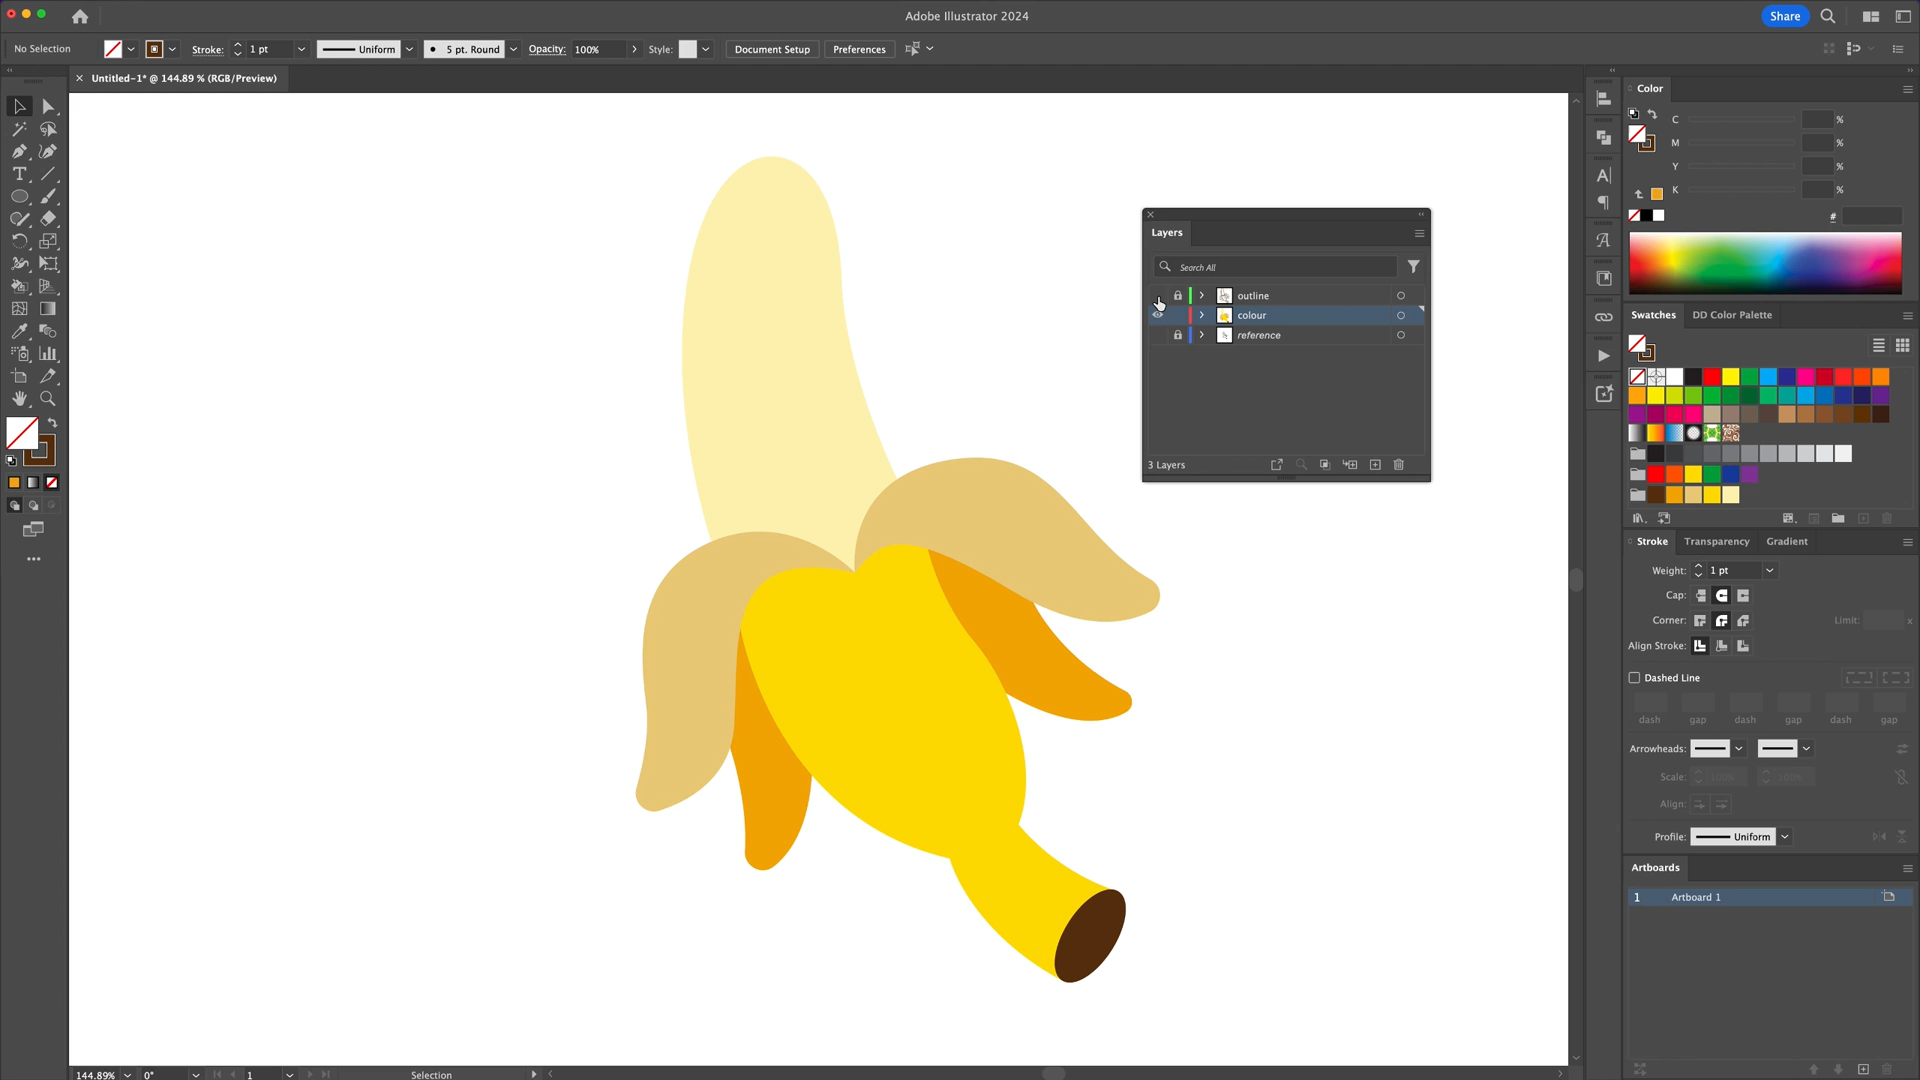 Adobe Illustrator 2024
Share
No Selection
Stroke: 1 pt
Uniform
5 pt. Round
Opacity: 100%
Style:
Document Setup
Preferences
Untitled-1* @ 144.89 % (RGB/Preview)
Layers
Search All
outline
colour
reference
3 Layers
Color
C %
M %
Y %
K %
#
Swatches DD Color Palette
Stroke Transparency Gradient
Weight: 1 pt
Cap:
Corner: Limit: x
Align Stroke:
Dashed Line
dash gap dash gap dash gap
Arrowheads:
Scale: 100% 100%
Align:
Profile: Uniform
Artboards
1 Artboard 1
144.89% 0° 1 Selection